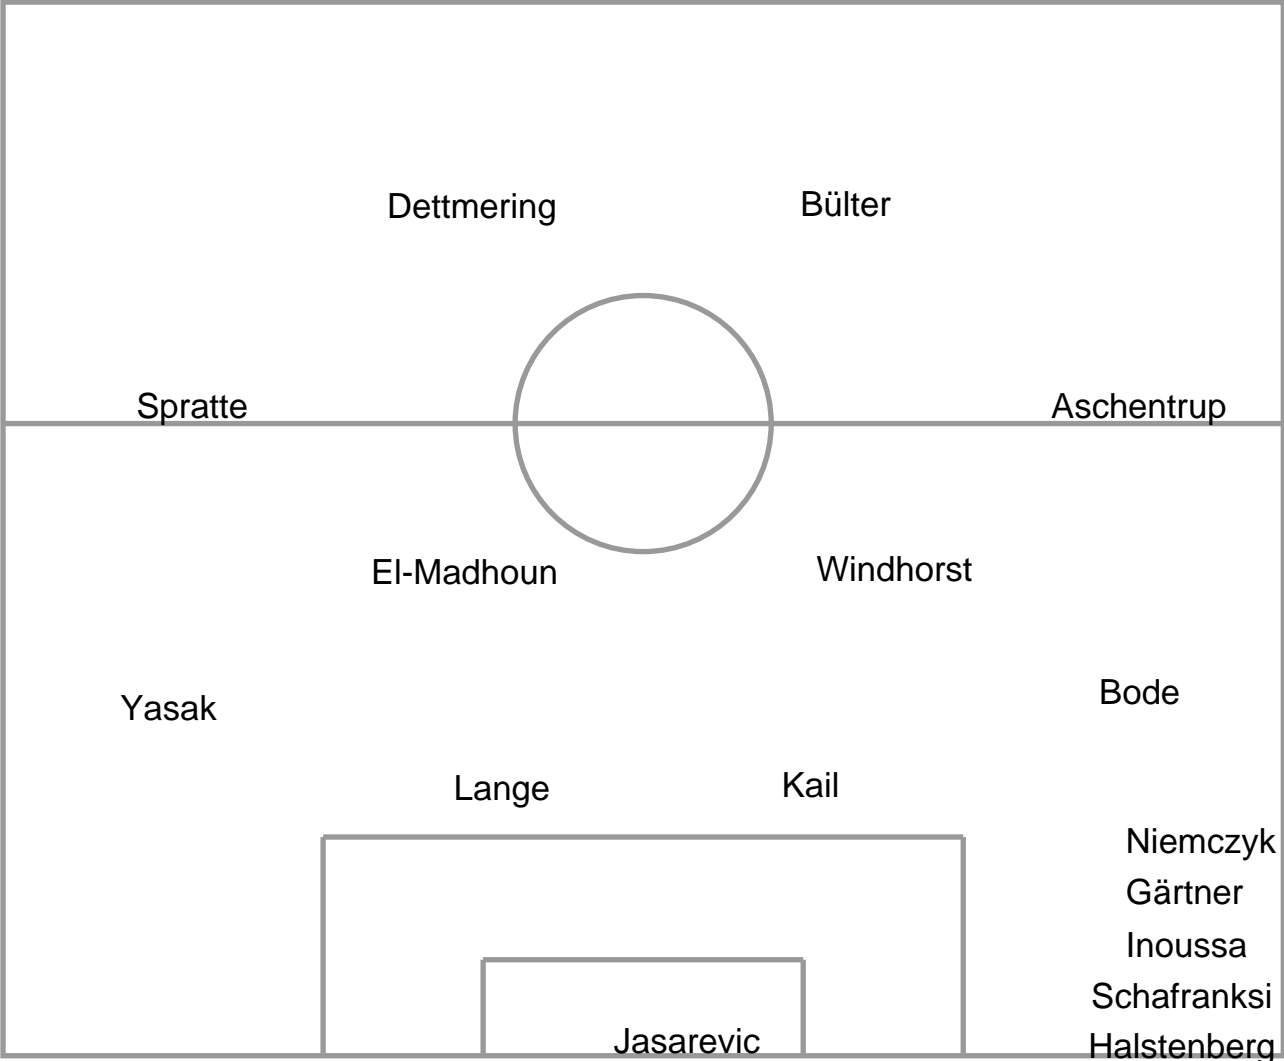 Dettmering Bülter
Spratte Aschentrup
El-Madhoun Windhorst
Yasak Bode
Lange Kail
Niemczyk
Gärtner
Inoussa
Schafranksi
Jasarevic Halstenberg